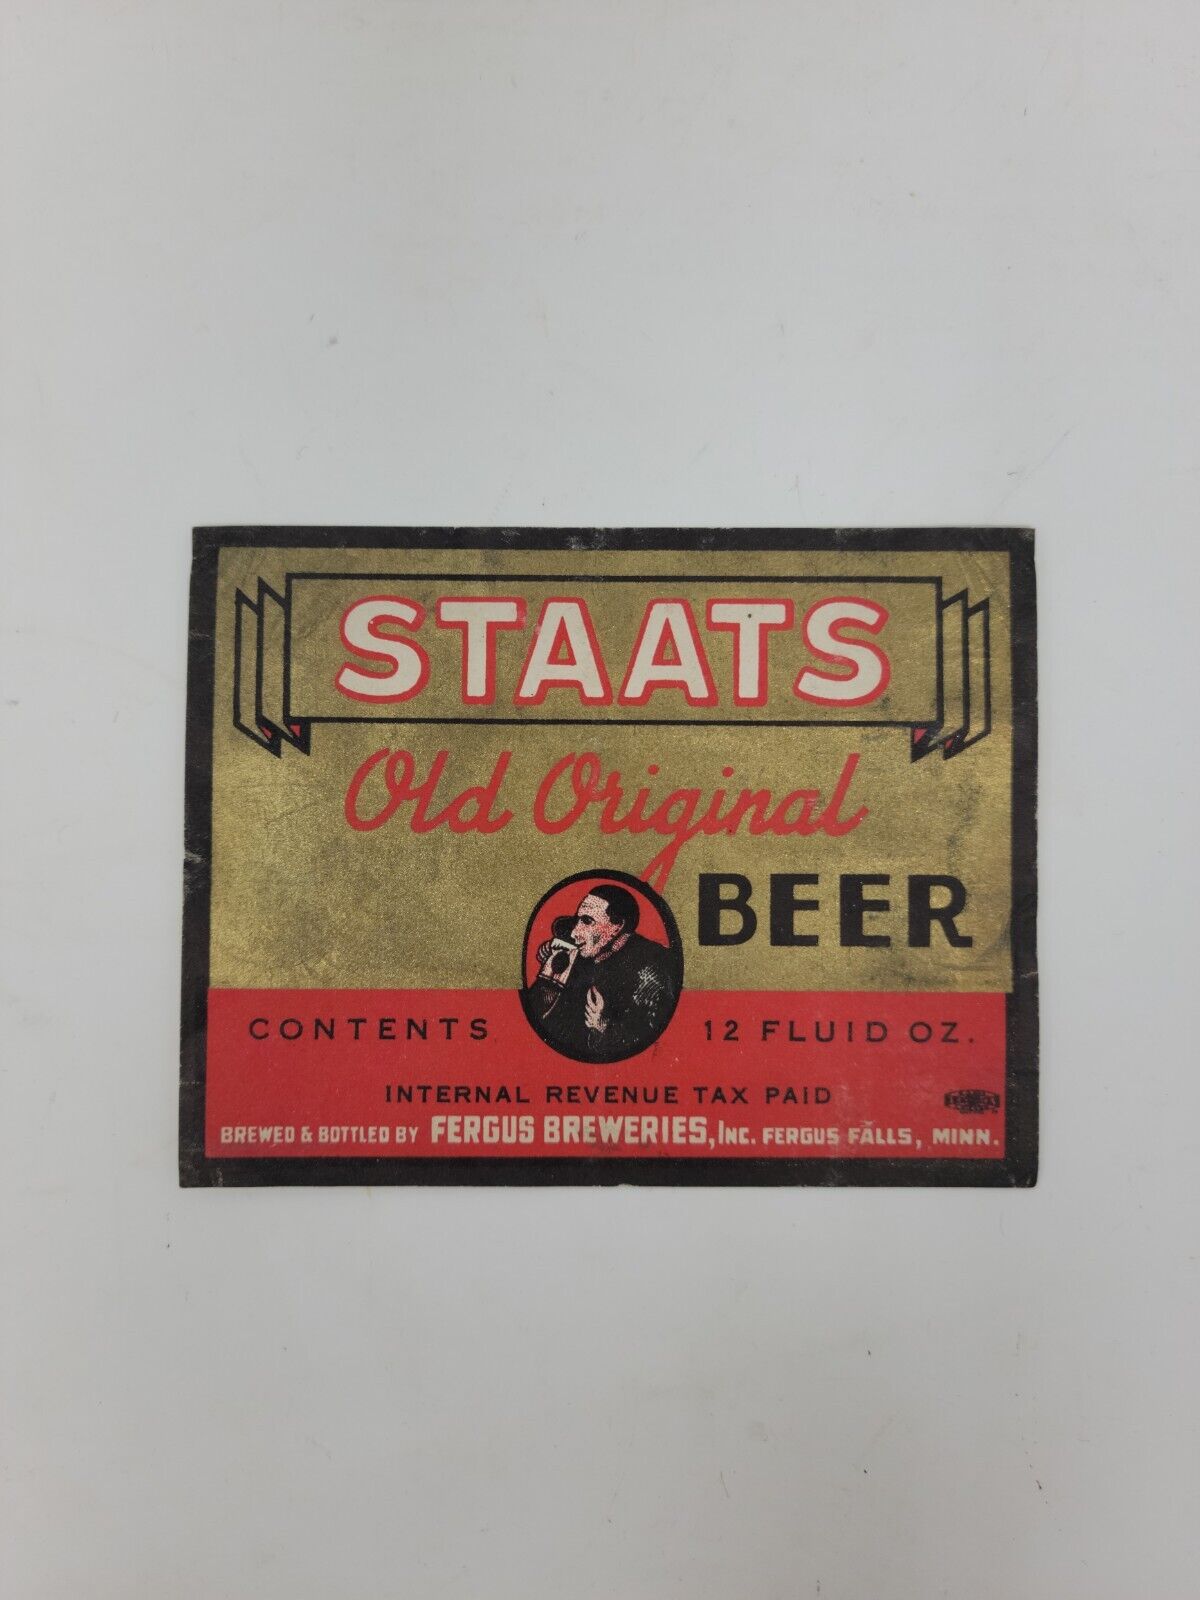 STAATS
Old Original
BEER
CONTENTS 12 FLUID OZ.
INTERNAL REVENUE TAX PAID
BREWED & BOTTLED BY FERGUS BREWERIES, INC. FERGUS FALLS, MINN.